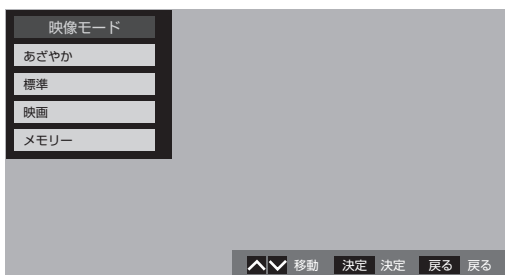 映像モード
あざやか
標準
映画
メモリー
移動 決定 決定 戻る 戻る